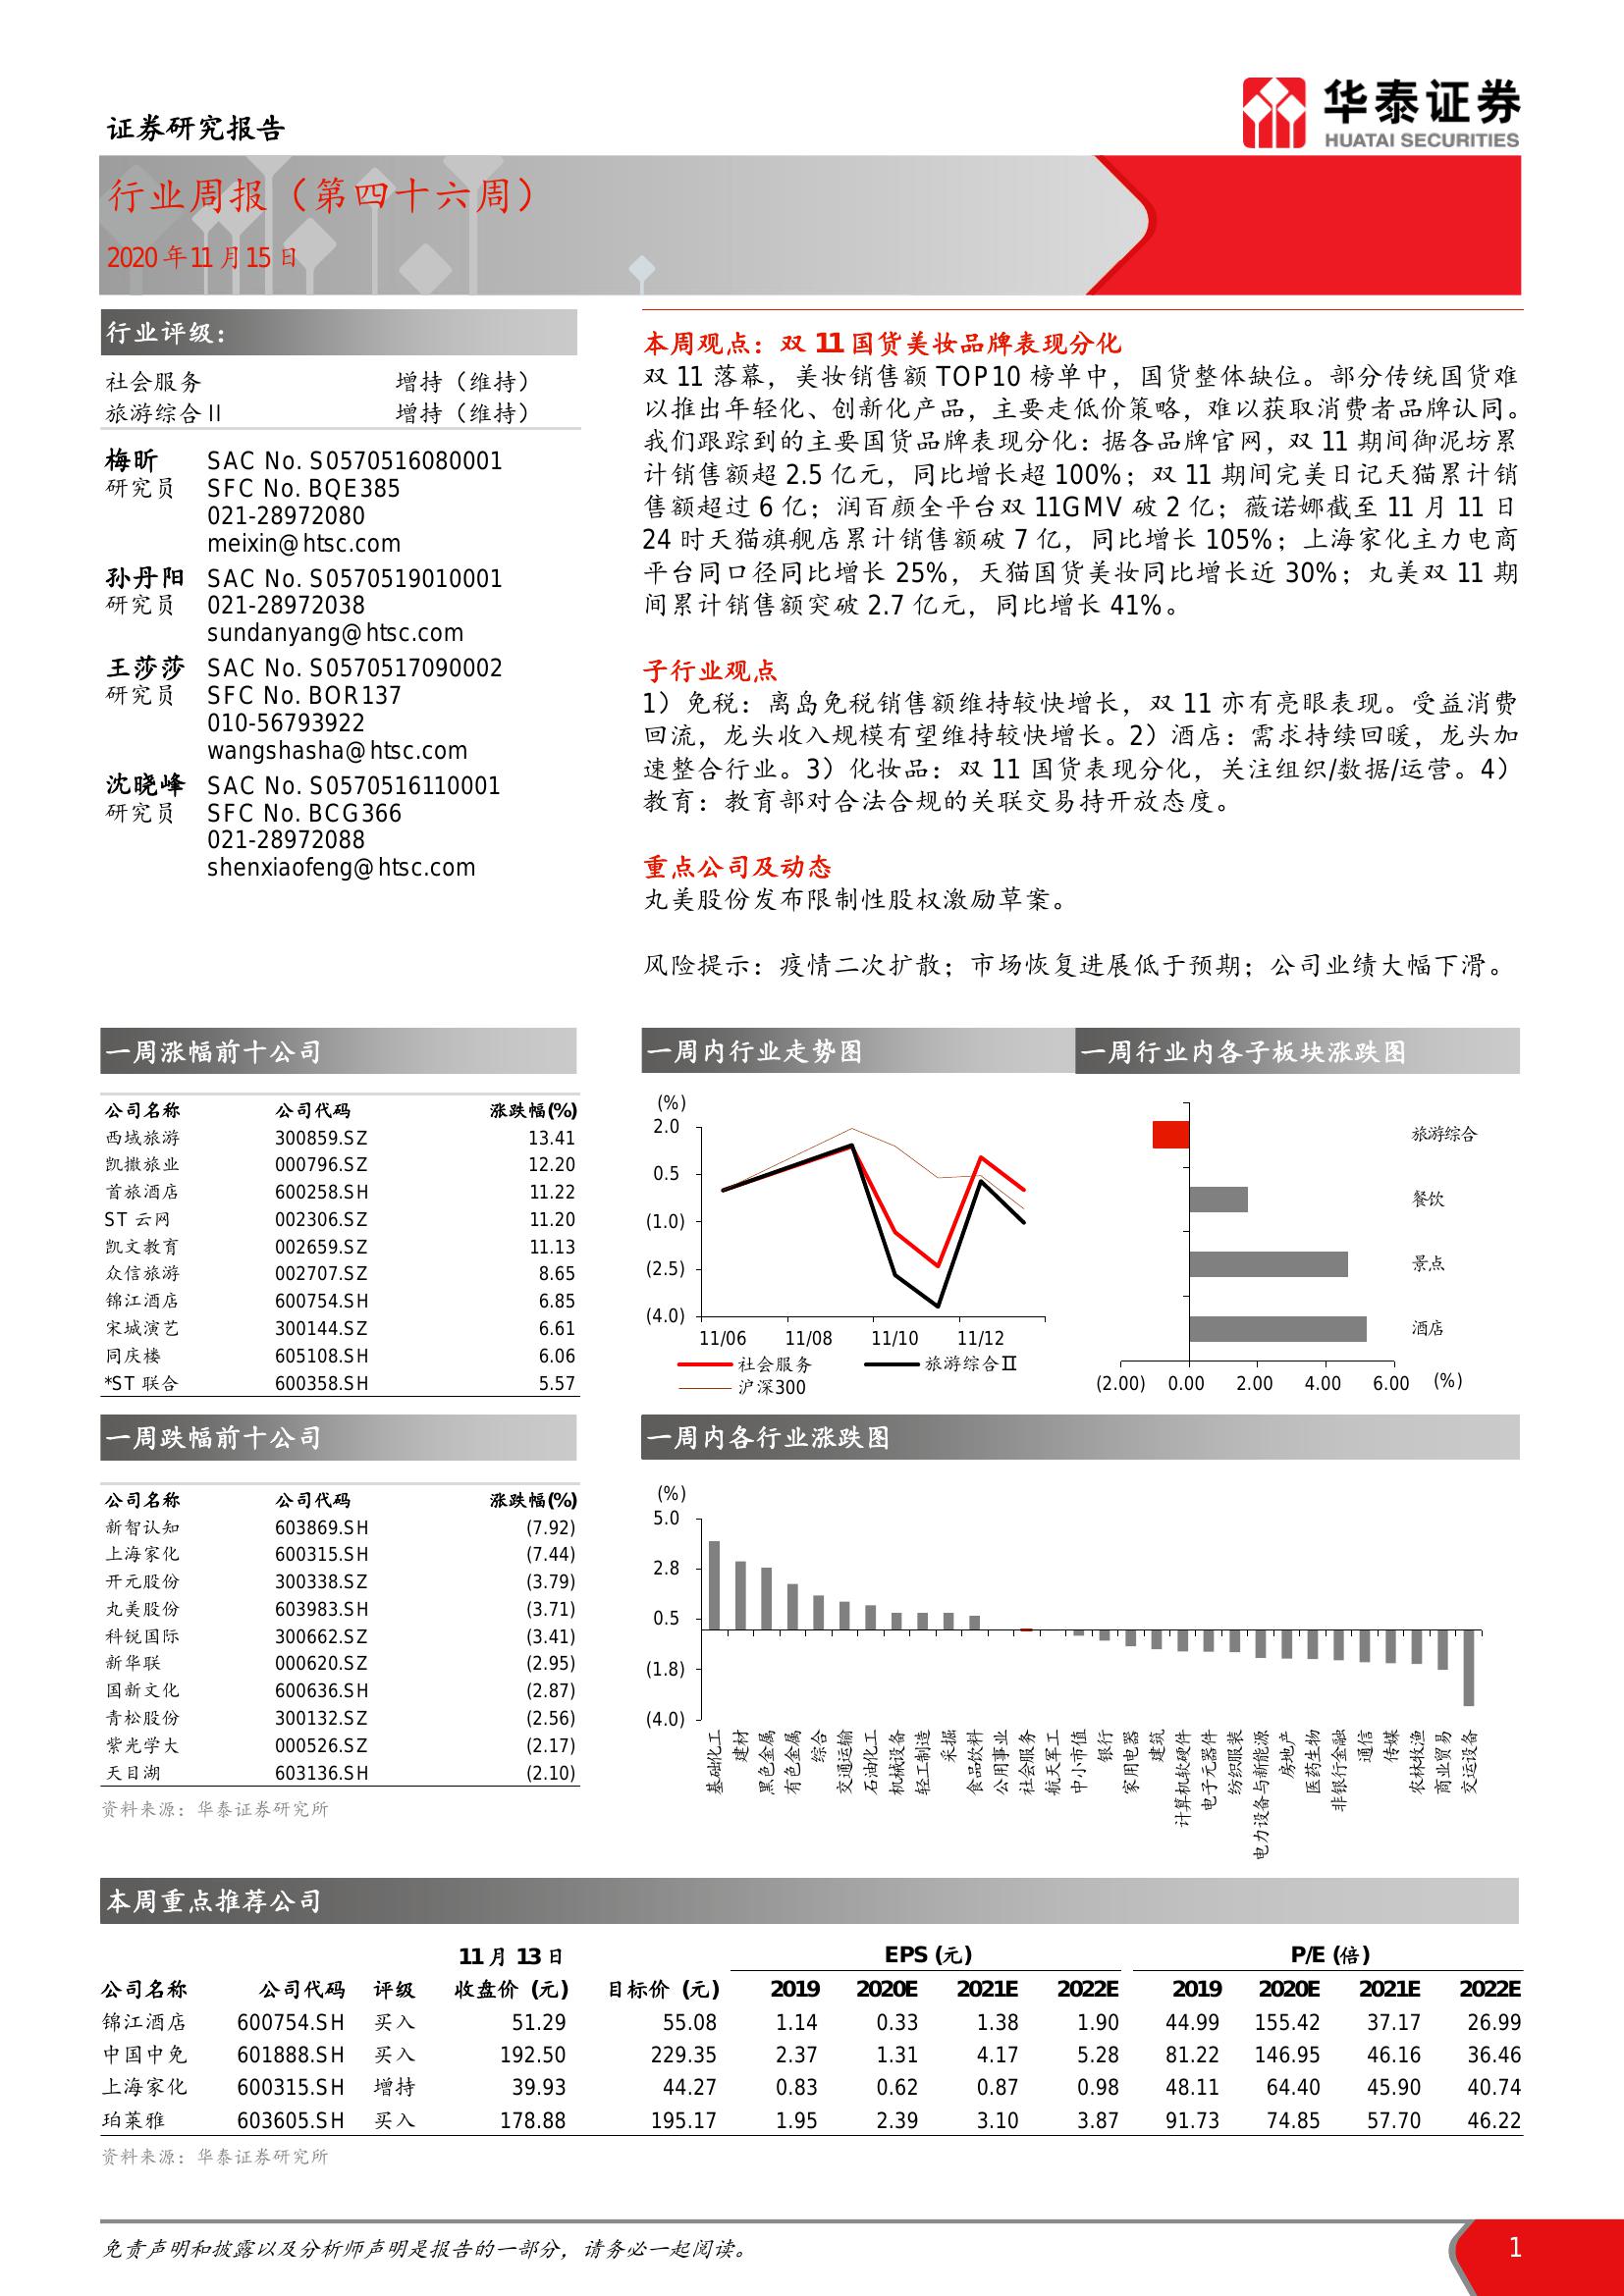 证券研究报告
华泰证券
HUATAI SECURITIES
行业周报（第四十六周）
2020 年 11 月 15 日
行业评级：
社会服务 增持（维持）
旅游综合 II 增持（维持）
梅昕 SAC No. S0570516080001
研究员 SFC No. BQE385
021-28972080
meixin@htsc.com
孙丹阳 SAC No. S0570519010001
研究员 021-28972038
sundanyang@htsc.com
王莎莎 SAC No. S0570517090002
研究员 SFC No. BOR137
010-56793922
wangshasha@htsc.com
沈晓峰 SAC No. S0570516110001
研究员 SFC No. BCG366
021-28972088
shenxiaofeng@htsc.com
本周观点：双 11 国货美妆品牌表现分化
双 11 落幕，美妆销售额 TOP10 榜单中，国货整体缺位。部分传统国货难
以推出年轻化、创新化产品，主要走低价策略，难以获取消费者品牌认同。
我们跟踪到的主要国货品牌表现分化：据各品牌官网，双 11 期间御泥坊累
计销售额超 2.5 亿元，同比增长超 100%；双 11 期间完美日记天猫累计销
售额超过 6 亿；润百颜全平台双 11GMV 破 2 亿；薇诺娜截至 11 月 11 日
24 时天猫旗舰店累计销售额破 7 亿，同比增长 105%；上海家化主力电商
平台同口径同比增长 25%，天猫国货美妆同比增长近 30%；丸美双 11 期
间累计销售额突破 2.7 亿元，同比增长 41%。
子行业观点
1）免税：离岛免税销售额维持较快增长，双 11 亦有亮眼表现。受益消费
回流，龙头收入规模有望维持较快增长。2）酒店：需求持续回暖，龙头加
速整合行业。3）化妆品：双 11 国货表现分化，关注组织/数据/运营。4）
教育：教育部对合法合规的关联交易持开放态度。
重点公司及动态
丸美股份发布限制性股权激励草案。
风险提示：疫情二次扩散；市场恢复进展低于预期；公司业绩大幅下滑。
一周涨幅前十公司
公司名称 公司代码 涨跌幅(%)
西域旅游 300859.SZ 13.41
凯撒旅业 000796.SZ 12.20
首旅酒店 600258.SH 11.22
ST 云网 002306.SZ 11.20
凯文教育 002659.SZ 11.13
众信旅游 002707.SZ 8.65
锦江酒店 600754.SH 6.85
宋城演艺 300144.SZ 6.61
同庆楼 605108.SH 6.06
*ST 联合 600358.SH 5.57
一周内行业走势图
(%)
2.0
0.5
(1.0)
(2.5)
(4.0)
11/06 11/08 11/10 11/12
社会服务 旅游综合II
沪深300
一周行业内各子板块涨跌图
旅游综合
餐饮
景点
酒店
(2.00) 0.00 2.00 4.00 6.00 (%)
一周跌幅前十公司
公司名称 公司代码 涨跌幅(%)
新智认知 603869.SH (7.92)
上海家化 600315.SH (7.44)
开元股份 300338.SZ (3.79)
丸美股份 603983.SH (3.71)
科锐国际 300662.SZ (3.41)
新华联 000620.SZ (2.95)
国新文化 600636.SH (2.87)
青松股份 300132.SZ (2.56)
紫光学大 000526.SZ (2.17)
天目湖 603136.SH (2.10)
资料来源：华泰证券研究所
一周内各行业涨跌图
(%)
5.0
2.8
0.5
(1.8)
(4.0)
基础化工
建材
黑色金属
有色金属
综合
交通运输
石油化工
机械设备
轻工制造
采掘
食品饮料
公用事业
社会服务
航天军工
中小市值
银行
家用电器
建筑
计算机软硬件
电子元器件
纺织服装
电力设备与新能源
房地产
医药生物
非银行金融
通信
传媒
农林牧渔
商业贸易
交运设备
本周重点推荐公司
11 月 13 日 EPS (元) P/E (倍)
公司名称 公司代码 评级 收盘价 (元) 目标价 (元) 2019 2020E 2021E 2022E 2019 2020E 2021E 2022E
锦江酒店 600754.SH 买入 51.29 55.08 1.14 0.33 1.38 1.90 44.99 155.42 37.17 26.99
中国中免 601888.SH 买入 192.50 229.35 2.37 1.31 4.17 5.28 81.22 146.95 46.16 36.46
上海家化 600315.SH 增持 39.93 44.27 0.83 0.62 0.87 0.98 48.11 64.40 45.90 40.74
珀莱雅 603605.SH 买入 178.88 195.17 1.95 2.39 3.10 3.87 91.73 74.85 57.70 46.22
资料来源：华泰证券研究所
免责声明和披露以及分析师声明是报告的一部分，请务必一起阅读。
1